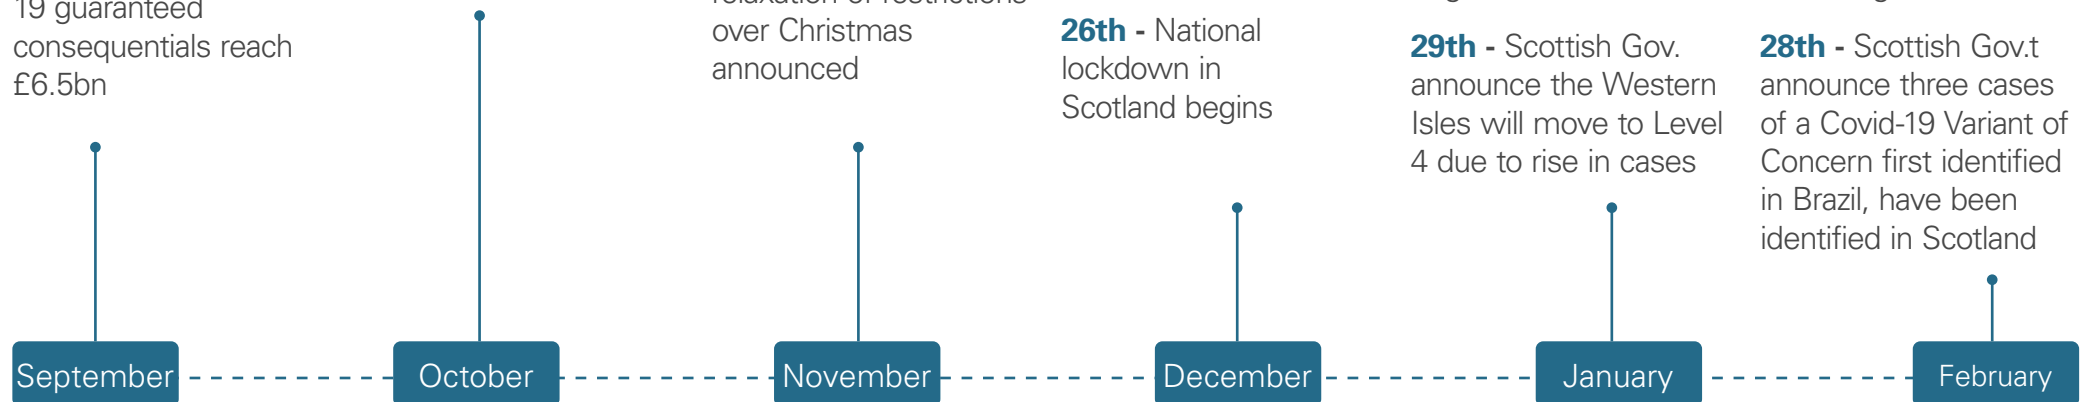 19 guaranteed
consequentials reach
£6.5bn
relaxation of restrictions
over Christmas
announced
26th - National
lockdown in
Scotland begins
29th - Scottish Gov.
announce the Western
Isles will move to Level
4 due to rise in cases
28th - Scottish Gov.t
announce three cases
of a Covid-19 Variant of
Concern first identified
in Brazil, have been
identified in Scotland
September
October
November
December
January
February